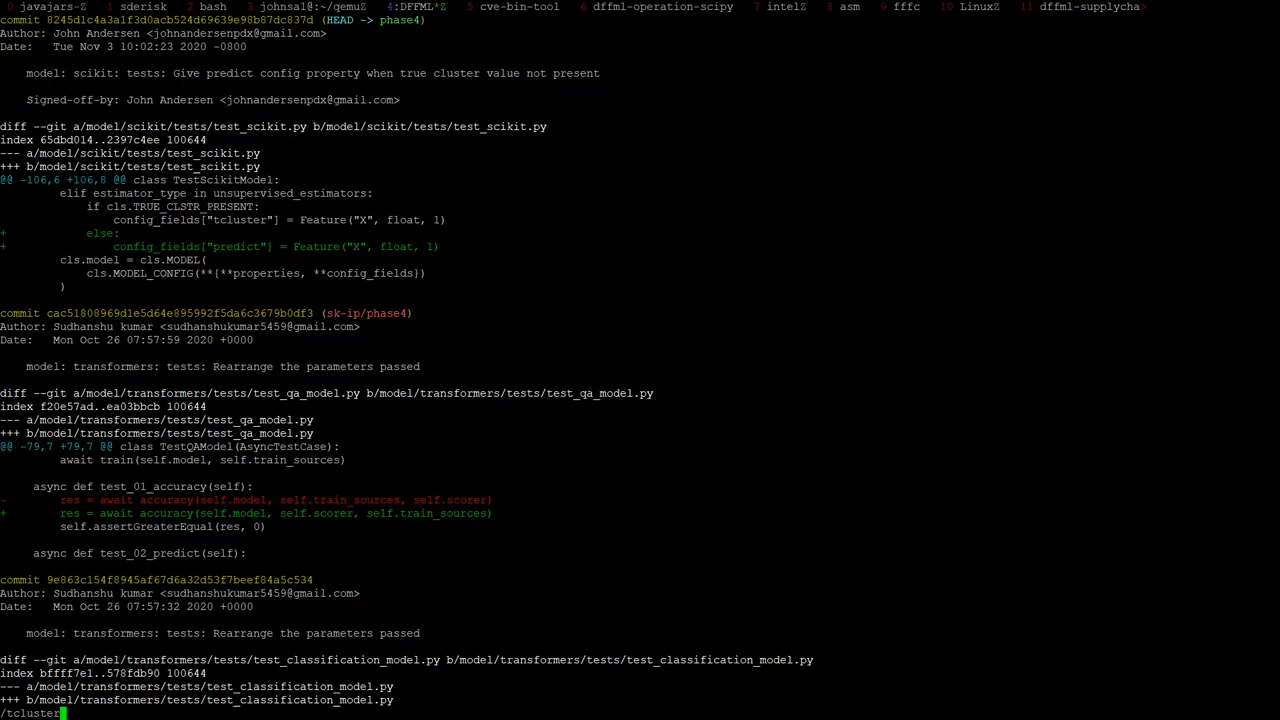 0 javajars-Z  1 sderisk  2 bash  3 johnsa1@:~/qemuZ  4:DFFML*Z  5 cve-bin-tool  6 dffml-operation-scipy  7 intelZ  8 asm  9 fffc  10 LinuxZ  11 dffml-supplycha>
commit 8245d1c4a3a1f3d0acb524d69639e98b87dc837d (HEAD -> phase4)
Author: John Andersen <johnandersenpdx@gmail.com>
Date:   Tue Nov 3 10:02:23 2020 -0800
    model: scikit: tests: Give predict config property when true cluster value not present
    Signed-off-by: John Andersen <johnandersenpdx@gmail.com>
diff --git a/model/scikit/tests/test_scikit.py b/model/scikit/tests/test_scikit.py
index 65dbd014..2397c4ee 100644
--- a/model/scikit/tests/test_scikit.py
+++ b/model/scikit/tests/test_scikit.py
@@ -106,6 +106,8 @@ class TestScikitModel:
         elif estimator_type in unsupervised_estimators:
             if cls.TRUE_CLSTR_PRESENT:
                 config_fields["tcluster"] = Feature("X", float, 1)
+            else:
+                config_fields["predict"] = Feature("X", float, 1)
         cls.model = cls.MODEL(
             cls.MODEL_CONFIG(**{**properties, **config_fields})
         )
commit cac51808969d1e5d64e895992f5da6c3679b0df3 (sk-ip/phase4)
Author: Sudhanshu kumar <sudhanshukumar5459@gmail.com>
Date:   Mon Oct 26 07:57:59 2020 +0000
    model: transformers: tests: Rearrange the parameters passed
diff --git a/model/transformers/tests/test_qa_model.py b/model/transformers/tests/test_qa_model.py
index f20e57ad..ea03bbcb 100644
--- a/model/transformers/tests/test_qa_model.py
+++ b/model/transformers/tests/test_qa_model.py
@@ -79,7 +79,7 @@ class TestQAModel(AsyncTestCase):
         await train(self.model, self.train_sources)
     async def test_01_accuracy(self):
-        res = await accuracy(self.model, self.train_sources, self.scorer)
+        res = await accuracy(self.model, self.scorer, self.train_sources)
         self.assertGreaterEqual(res, 0)
     async def test_02_predict(self):
commit 9e863c154f8945af67d6a32d53f7beef84a5c534
Author: Sudhanshu kumar <sudhanshukumar5459@gmail.com>
Date:   Mon Oct 26 07:57:32 2020 +0000
    model: transformers: tests: Rearrange the parameters passed
diff --git a/model/transformers/tests/test_classification_model.py b/model/transformers/tests/test_classification_model.py
index bffff7e1..578fdb90 100644
--- a/model/transformers/tests/test_classification_model.py
+++ b/model/transformers/tests/test_classification_model.py
/tcluster